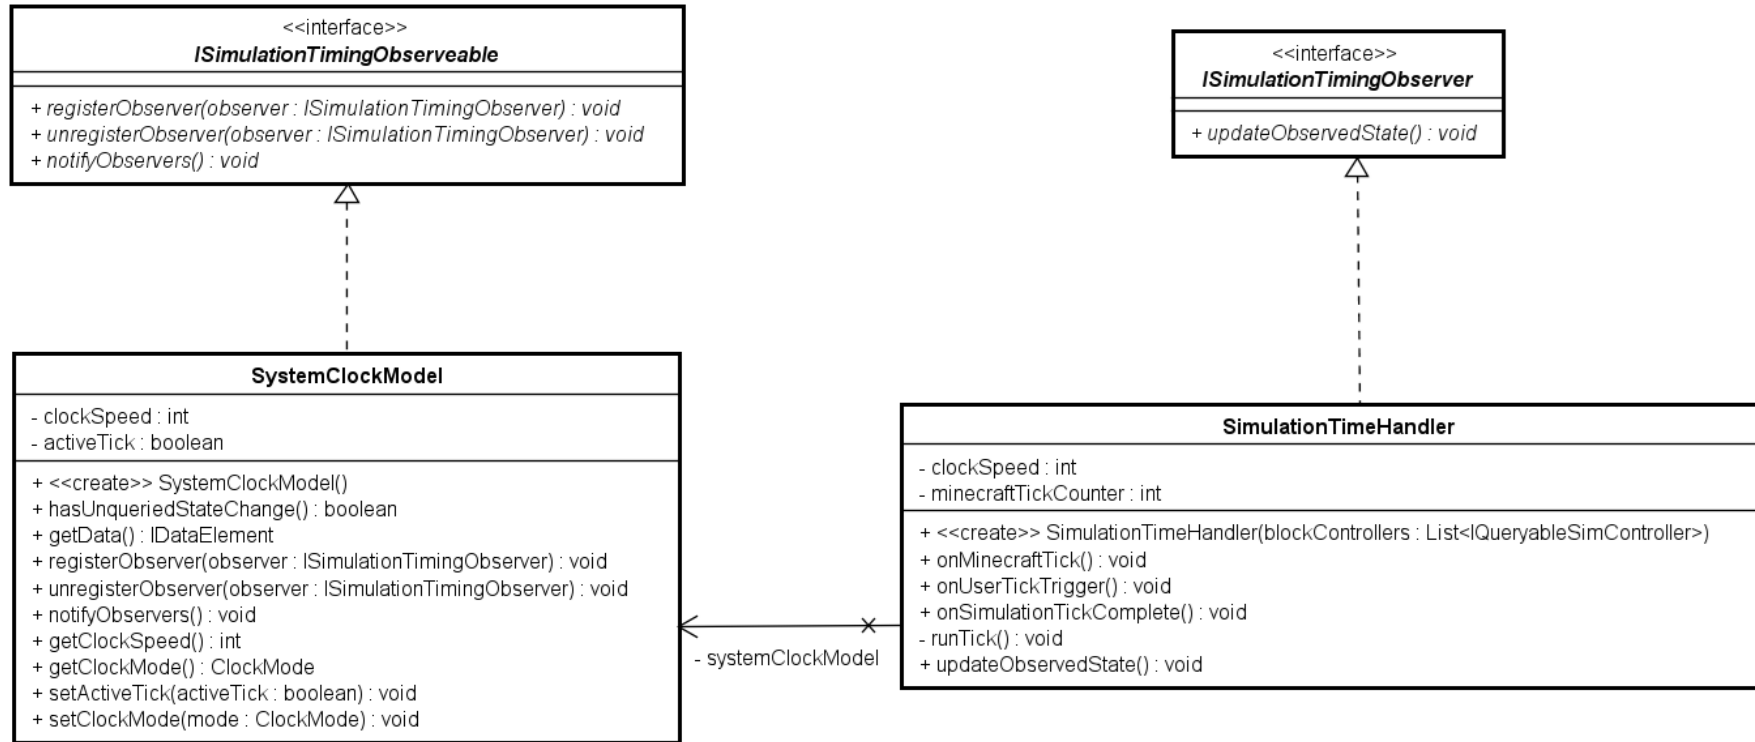 <<interface>>
ISimulationTimingObserveable
+ registerObserver(observer : ISimulationTimingObserver) : void
+ unregisterObserver(observer : ISimulationTimingObserver) : void
+ notifyObservers() : void
<<interface>>
ISimulationTimingObserver
+ updateObservedState() : void
SystemClockModel
- clockSpeed : int
- activeTick : boolean
+ <<create>> SystemClockModel()
+ hasUnqueriedStateChange() : boolean
+ getData() : IDataElement
+ registerObserver(observer : ISimulationTimingObserver) : void
+ unregisterObserver(observer : ISimulationTimingObserver) : void
+ notifyObservers() : void
+ getClockSpeed() : int
+ getClockMode() : ClockMode
+ setActiveTick(activeTick : boolean) : void
+ setClockMode(mode : ClockMode) : void
- systemClockModel
SimulationTimeHandler
- clockSpeed : int
- minecraftTickCounter : int
+ <<create>> SimulationTimeHandler(blockControllers : List<IQueryableSimController>)
+ onMinecraftTick() : void
+ onUserTickTrigger() : void
+ onSimulationTickComplete() : void
- runTick() : void
+ updateObservedState() : void